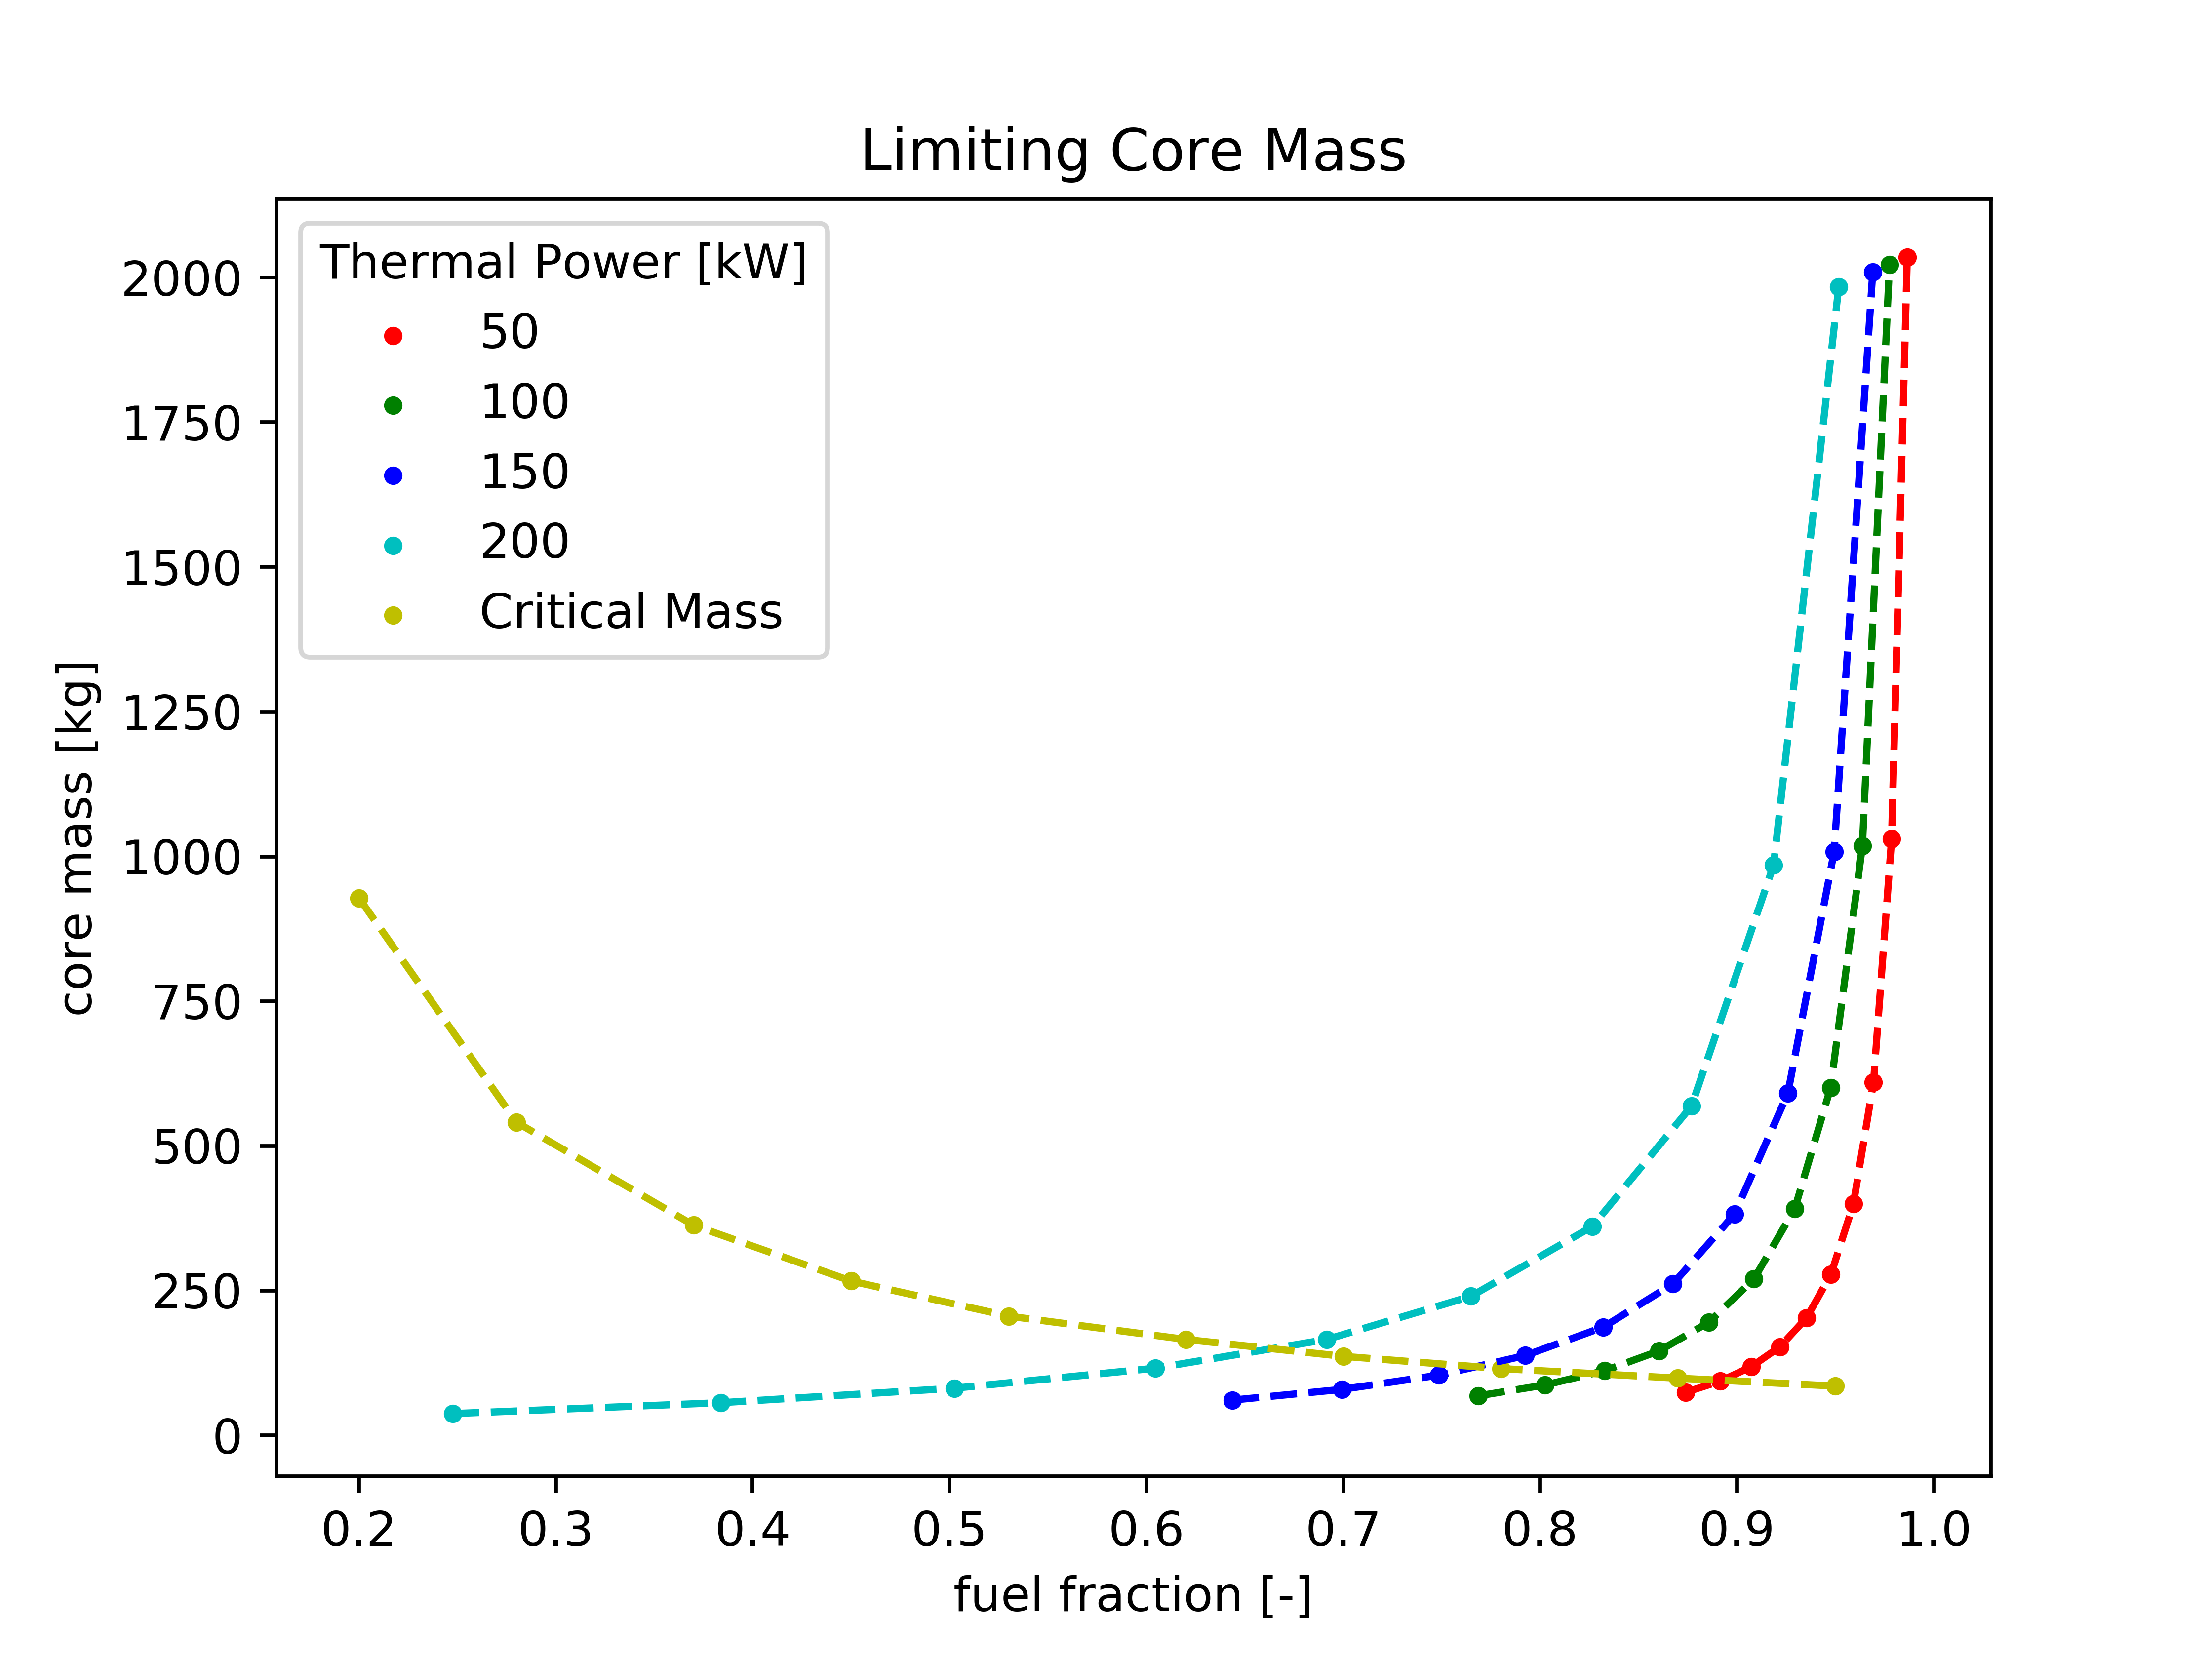 Limiting Core Mass
Thermal Power [kW]
50
100
150
200
Critical Mass
core mass [kg]
2000
1750
1500
1250
1000
750
500
250
0
0.2 0.3 0.4 0.5 0.6 0.7 0.8 0.9 1.0
fuel fraction [-]